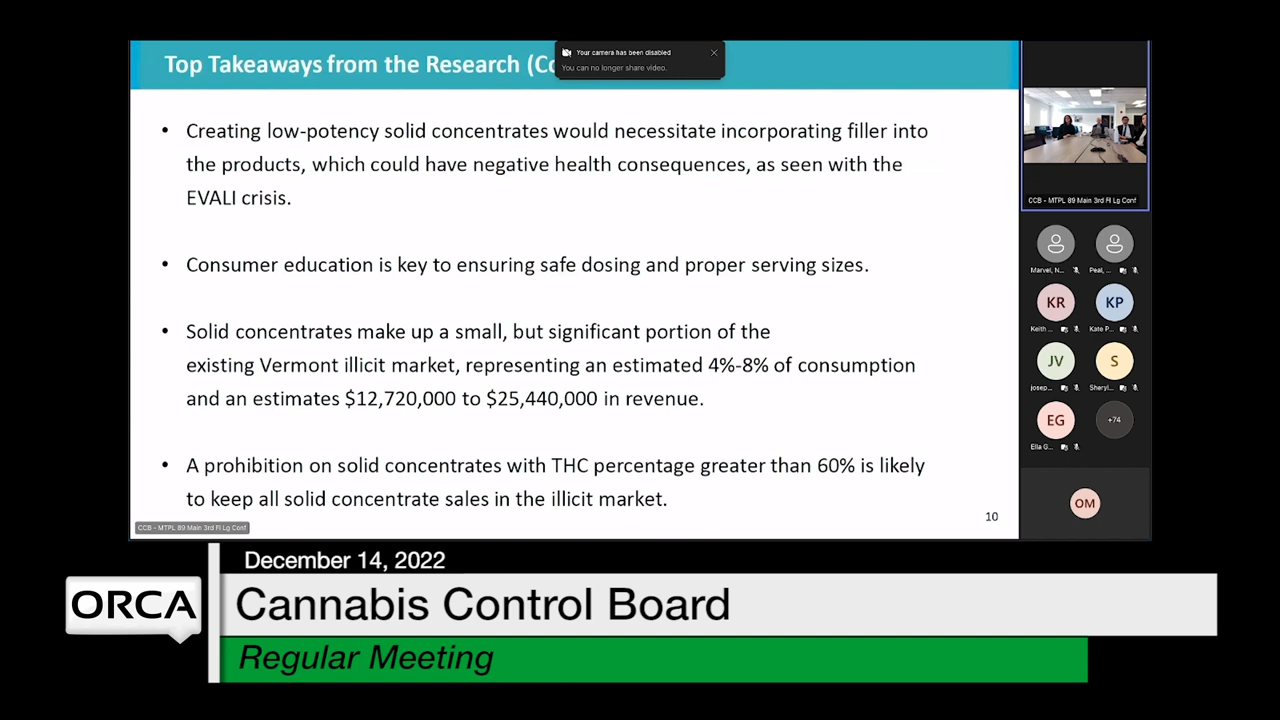 Top Takeaways from the Research (Co
Your camera has been disabled
You can no longer share video.
• Creating low-potency solid concentrates would necessitate incorporating filler into
the products, which could have negative health consequences, as seen with the
EVALI crisis.
• Consumer education is key to ensuring safe dosing and proper serving sizes.
• Solid concentrates make up a small, but significant portion of the
existing Vermont illicit market, representing an estimated 4%-8% of consumption
and an estimates $12,720,000 to $25,440,000 in revenue.
• A prohibition on solid concentrates with THC percentage greater than 60% is likely
to keep all solid concentrate sales in the illicit market.
10
CCB - MTPL 89 Main 3rd Fl Lg Conf
CCB - MTPL 89 Main 3rd Fl Lg Conf
Marvel, N...
Peal, ...
KR
KP
Keith ...
Kate P...
JV
S
josep...
Sheryl...
EG
+74
Ella G...
OM
December 14, 2022
ORCA
Cannabis Control Board
Regular Meeting